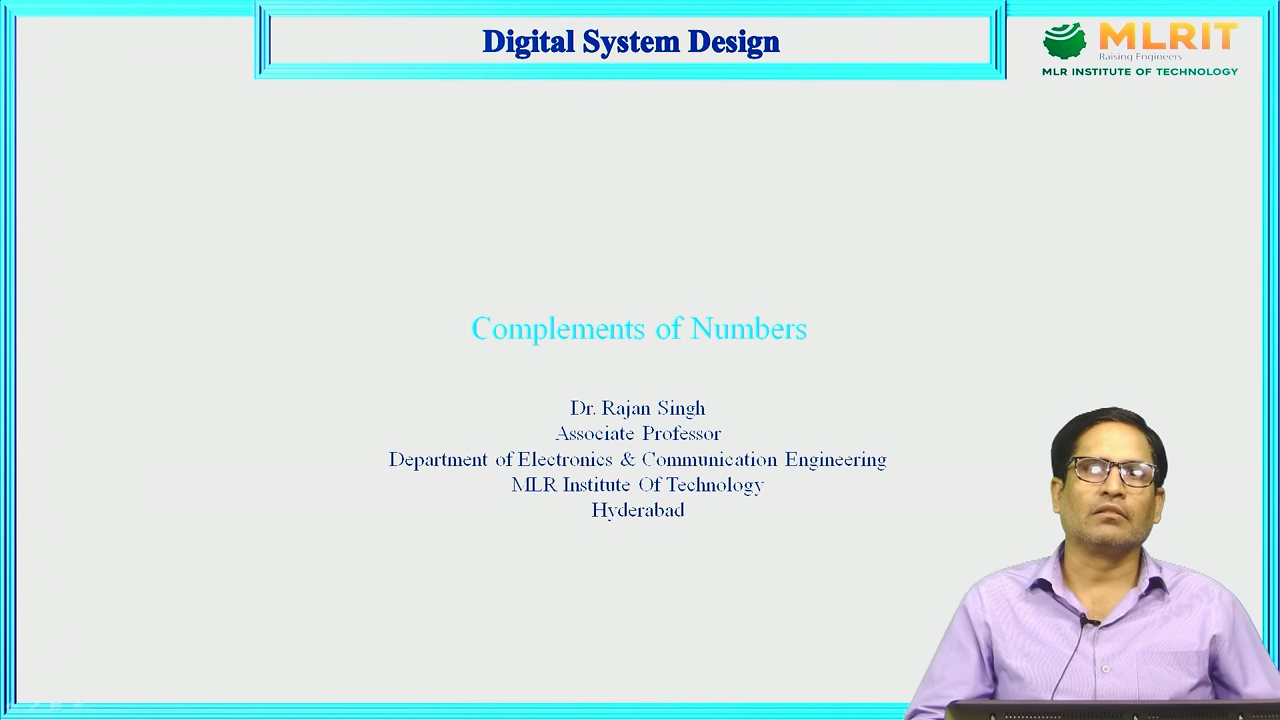 Digital System Design
MLRIT
Raising Engineers
MLR INSTITUTE OF TECHNOLOGY
Complements of Numbers
Dr. Rajan Singh
Associate Professor
Department of Electronics & Communication Engineering
MLR Institute Of Technology
Hyderabad